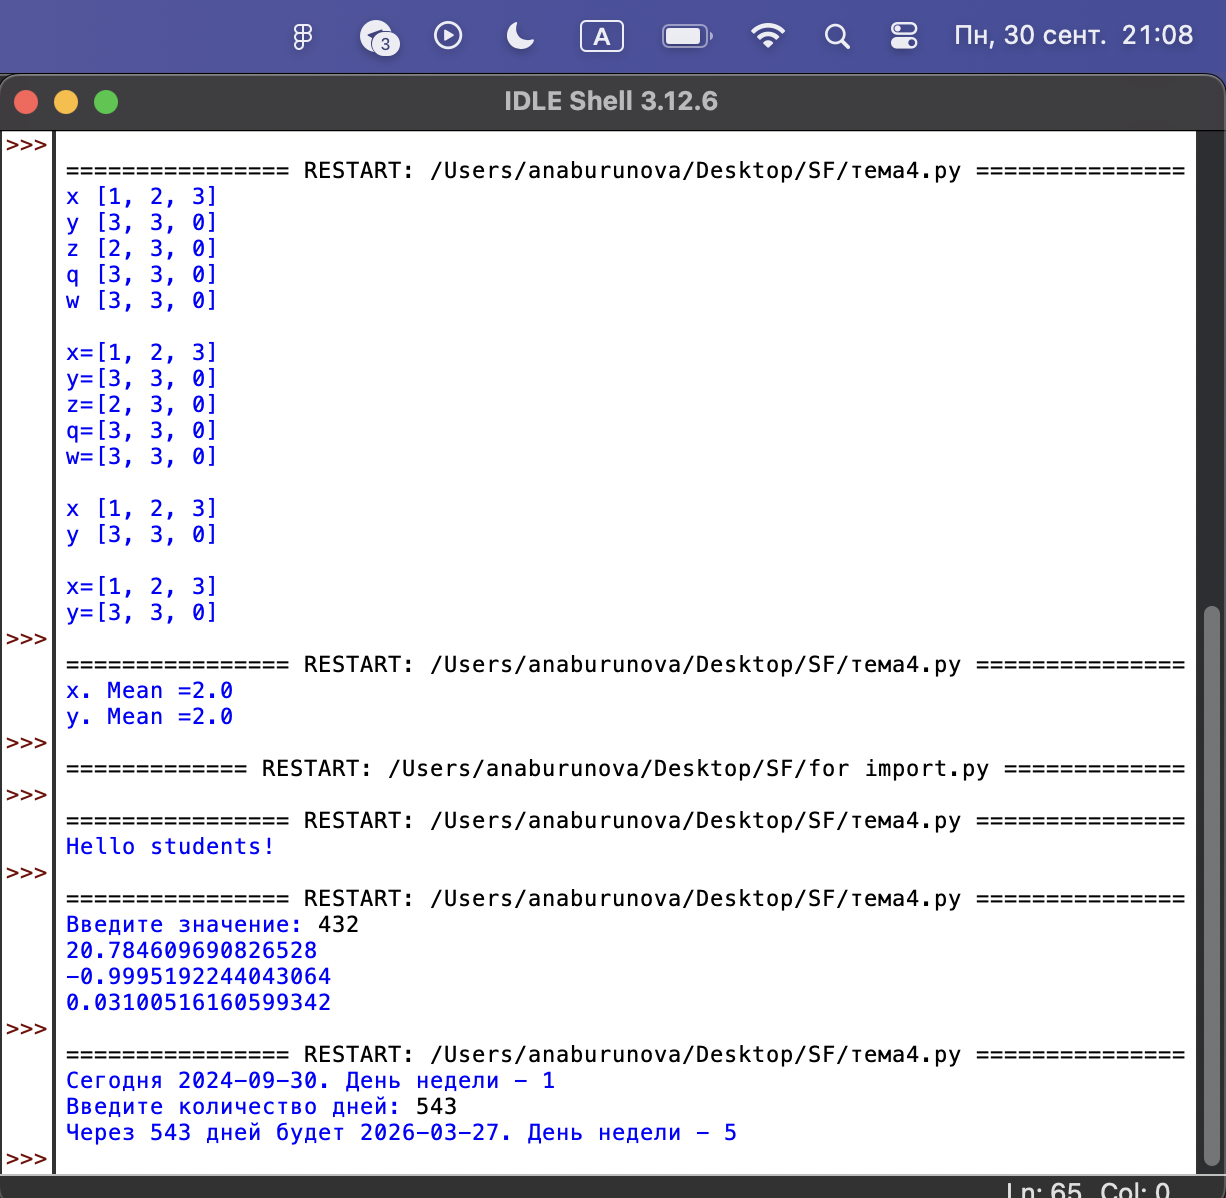 3
A
Пн, 30 сент. 21:08
IDLE Shell 3.12.6
>>>
================ RESTART: /Users/anaburunova/Desktop/SF/тема4.py ===============
x [1, 2, 3]
y [3, 3, 0]
z [2, 3, 0]
q [3, 3, 0]
w [3, 3, 0]
x=[1, 2, 3]
y=[3, 3, 0]
z=[2, 3, 0]
q=[3, 3, 0]
w=[3, 3, 0]
x [1, 2, 3]
y [3, 3, 0]
x=[1, 2, 3]
y=[3, 3, 0]
>>>
================ RESTART: /Users/anaburunova/Desktop/SF/тема4.py ===============
x. Mean =2.0
y. Mean =2.0
>>>
============= RESTART: /Users/anaburunova/Desktop/SF/for import.py =============
>>>
================ RESTART: /Users/anaburunova/Desktop/SF/тема4.py ===============
Hello students!
>>>
================ RESTART: /Users/anaburunova/Desktop/SF/тема4.py ===============
Введите значение: 432
20.784609690826528
-0.9995192244043064
0.03100516160599342
>>>
================ RESTART: /Users/anaburunova/Desktop/SF/тема4.py ===============
Сегодня 2024-09-30. День недели - 1
Введите количество дней: 543
Через 543 дней будет 2026-03-27. День недели - 5
>>>
Ln: 65 Col: 0